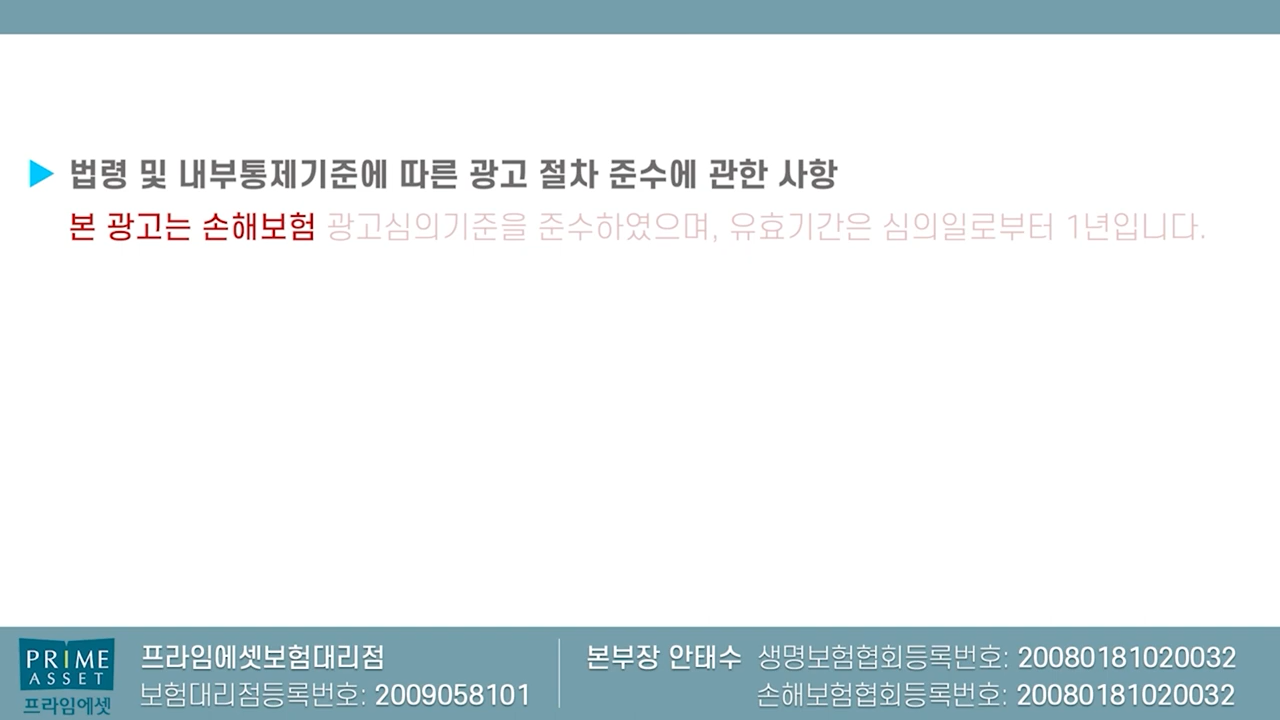 ▶ 법령 및 내부통제기준에 따른 광고 절차 준수에 관한 사항
본 광고는 손해보험 광고심의기준을 준수하였으며, 유효기간은 심의일로부터 1년입니다.
PRIME
ASSET
프라임에셋
프라임에셋보험대리점
보험대리점등록번호: 2009058101
본부장 안태수 생명보험협회등록번호: 20080181020032
손해보험협회등록번호: 20080181020032